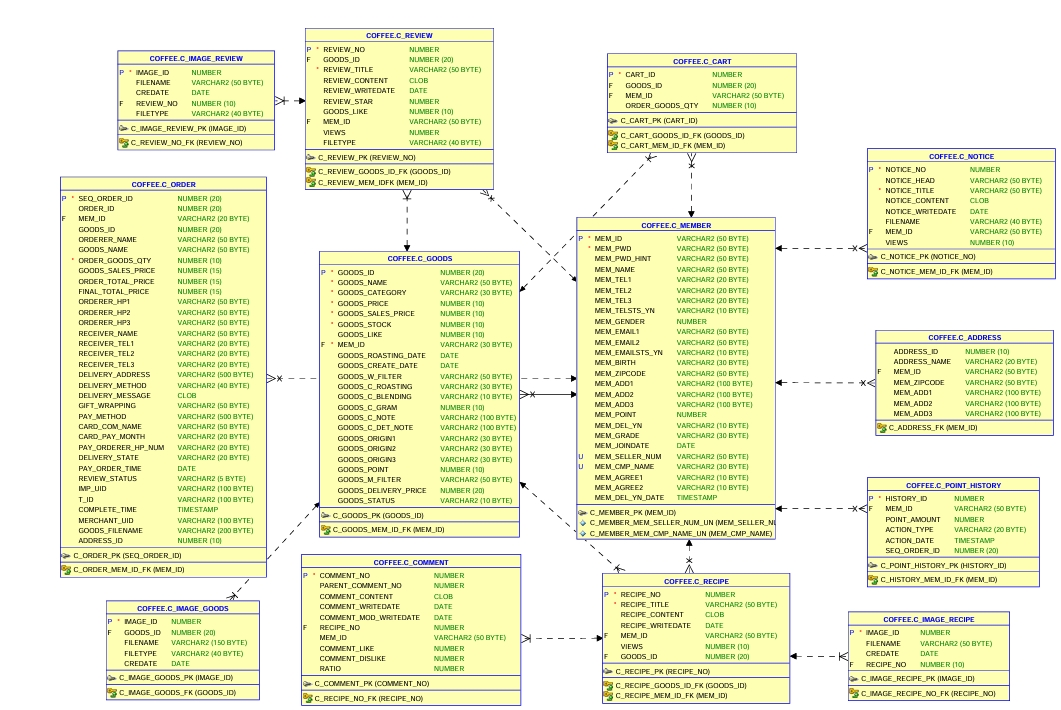 COFFEE.C_IMAGE_REVIEW
P * IMAGE_ID NUMBER
FILENAME VARCHAR2 (50 BYTE)
CREDATE DATE
F REVIEW_NO NUMBER (10)
FILETYPE VARCHAR2 (40 BYTE)
C_IMAGE_REVIEW_PK (IMAGE_ID)
C_REVIEW_NO_FK (REVIEW_NO)
COFFEE.C_REVIEW
P * REVIEW_NO NUMBER
F GOODS_ID NUMBER (20)
* REVIEW_TITLE VARCHAR2 (50 BYTE)
REVIEW_CONTENT CLOB
REVIEW_WRITEDATE DATE
REVIEW_STAR NUMBER
GOODS_LIKE NUMBER (10)
F MEM_ID VARCHAR2 (50 BYTE)
VIEWS NUMBER
FILETYPE VARCHAR2 (40 BYTE)
C_REVIEW_PK (REVIEW_NO)
C_REVIEW_GOODS_ID_FK (GOODS_ID)
C_REVIEW_MEMIDFK (MEM_ID)
COFFEE.C_CART
P * CART_ID NUMBER
F GOODS_ID NUMBER (20)
F MEM_ID VARCHAR2 (50 BYTE)
ORDER_GOODS_QTY NUMBER (10)
C_CART_PK (CART_ID)
C_CART_GOODS_ID_FK (GOODS_ID)
C_CART_MEM_ID_FK (MEM_ID)
COFFEE.C_NOTICE
P * NOTICE_NO NUMBER
NOTICE_HEAD VARCHAR2 (50 BYTE)
* NOTICE_TITLE VARCHAR2 (50 BYTE)
NOTICE_CONTENT CLOB
NOTICE_WRITEDATE DATE
FILENAME VARCHAR2 (40 BYTE)
F MEM_ID VARCHAR2 (50 BYTE)
VIEWS NUMBER (10)
C_NOTICE_PK (NOTICE_NO)
C_NOTICE_MEM_ID_FK (MEM_ID)
COFFEE.C_ORDER
P * SEQ_ORDER_ID NUMBER (20)
ORDER_ID NUMBER (20)
F MEM_ID VARCHAR2 (20 BYTE)
GOODS_ID NUMBER (20)
ORDERER_NAME VARCHAR2 (50 BYTE)
GOODS_NAME VARCHAR2 (50 BYTE)
* ORDER_GOODS_QTY NUMBER (10)
GOODS_SALES_PRICE NUMBER (15)
ORDER_TOTAL_PRICE NUMBER (15)
FINAL_TOTAL_PRICE NUMBER (15)
ORDERER_HP1 VARCHAR2 (50 BYTE)
ORDERER_HP2 VARCHAR2 (50 BYTE)
ORDERER_HP3 VARCHAR2 (50 BYTE)
RECEIVER_NAME VARCHAR2 (50 BYTE)
RECEIVER_TEL1 VARCHAR2 (20 BYTE)
RECEIVER_TEL2 VARCHAR2 (20 BYTE)
RECEIVER_TEL3 VARCHAR2 (20 BYTE)
DELIVERY_ADDRESS VARCHAR2 (500 BYTE)
DELIVERY_METHOD VARCHAR2 (40 BYTE)
DELIVERY_MESSAGE CLOB
GIFT_WRAPPING VARCHAR2 (50 BYTE)
PAY_METHOD VARCHAR2 (500 BYTE)
CARD_COM_NAME VARCHAR2 (50 BYTE)
CARD_PAY_MONTH VARCHAR2 (20 BYTE)
PAY_ORDERER_HP_NUM VARCHAR2 (20 BYTE)
DELIVERY_STATE VARCHAR2 (20 BYTE)
PAY_ORDER_TIME DATE
REVIEW_STATUS VARCHAR2 (5 BYTE)
IMP_UID VARCHAR2 (100 BYTE)
T_ID VARCHAR2 (100 BYTE)
COMPLETE_TIME TIMESTAMP
MERCHANT_UID VARCHAR2 (100 BYTE)
GOODS_FILENAME VARCHAR2 (200 BYTE)
ADDRESS_ID NUMBER (10)
C_ORDER_PK (SEQ_ORDER_ID)
C_ORDER_MEM_ID_FK (MEM_ID)
COFFEE.C_GOODS
P * GOODS_ID NUMBER (20)
* GOODS_NAME VARCHAR2 (50 BYTE)
* GOODS_CATEGORY VARCHAR2 (30 BYTE)
* GOODS_PRICE NUMBER (10)
* GOODS_SALES_PRICE NUMBER (10)
* GOODS_STOCK NUMBER (10)
GOODS_LIKE NUMBER (10)
F * MEM_ID VARCHAR2 (30 BYTE)
GOODS_ROASTING_DATE DATE
GOODS_CREATE_DATE DATE
GOODS_W_FILTER VARCHAR2 (50 BYTE)
GOODS_C_ROASTING VARCHAR2 (30 BYTE)
GOODS_C_BLENDING VARCHAR2 (10 BYTE)
GOODS_C_GRAM NUMBER (10)
GOODS_C_NOTE VARCHAR2 (100 BYTE)
GOODS_C_DET_NOTE VARCHAR2 (100 BYTE)
GOODS_ORIGIN1 VARCHAR2 (30 BYTE)
GOODS_ORIGIN2 VARCHAR2 (30 BYTE)
GOODS_ORIGIN3 VARCHAR2 (30 BYTE)
GOODS_POINT NUMBER (10)
GOODS_M_FILTER VARCHAR2 (50 BYTE)
GOODS_DELIVERY_PRICE NUMBER (20)
GOODS_STATUS VARCHAR2 (10 BYTE)
C_GOODS_PK (GOODS_ID)
C_GOODS_MEM_ID_FK (MEM_ID)
COFFEE.C_MEMBER
P * MEM_ID VARCHAR2 (50 BYTE)
* MEM_PWD VARCHAR2 (50 BYTE)
MEM_PWD_HINT VARCHAR2 (50 BYTE)
MEM_NAME VARCHAR2 (50 BYTE)
MEM_TEL1 VARCHAR2 (20 BYTE)
MEM_TEL2 VARCHAR2 (20 BYTE)
MEM_TEL3 VARCHAR2 (20 BYTE)
MEM_TELSTS_YN VARCHAR2 (10 BYTE)
MEM_GENDER NUMBER
MEM_EMAIL1 VARCHAR2 (50 BYTE)
MEM_EMAIL2 VARCHAR2 (50 BYTE)
MEM_EMAILSTS_YN VARCHAR2 (10 BYTE)
MEM_BIRTH VARCHAR2 (30 BYTE)
MEM_ZIPCODE VARCHAR2 (50 BYTE)
MEM_ADD1 VARCHAR2 (100 BYTE)
MEM_ADD2 VARCHAR2 (100 BYTE)
MEM_ADD3 VARCHAR2 (100 BYTE)
MEM_POINT NUMBER
MEM_DEL_YN VARCHAR2 (10 BYTE)
MEM_GRADE VARCHAR2 (30 BYTE)
MEM_JOINDATE DATE
U MEM_SELLER_NUM VARCHAR2 (50 BYTE)
U MEM_CMP_NAME VARCHAR2 (30 BYTE)
MEM_AGREE1 VARCHAR2 (10 BYTE)
MEM_AGREE2 VARCHAR2 (10 BYTE)
MEM_DEL_YN_DATE TIMESTAMP
C_MEMBER_PK (MEM_ID)
C_MEMBER_MEM_SELLER_NUM_UN (MEM_SELLER_NU
C_MEMBER_MEM_CMP_NAME_UN (MEM_CMP_NAME)
COFFEE.C_ADDRESS
ADDRESS_ID NUMBER (10)
ADDRESS_NAME VARCHAR2 (20 BYTE)
F MEM_ID VARCHAR2 (50 BYTE)
MEM_ZIPCODE VARCHAR2 (50 BYTE)
MEM_ADD1 VARCHAR2 (100 BYTE)
MEM_ADD2 VARCHAR2 (100 BYTE)
MEM_ADD3 VARCHAR2 (100 BYTE)
C_ADDRESS_FK (MEM_ID)
COFFEE.C_POINT_HISTORY
P * HISTORY_ID NUMBER
F MEM_ID VARCHAR2 (50 BYTE)
POINT_AMOUNT NUMBER
ACTION_TYPE VARCHAR2 (20 BYTE)
ACTION_DATE TIMESTAMP
SEQ_ORDER_ID NUMBER (20)
C_POINT_HISTORY_PK (HISTORY_ID)
C_HISTORY_MEM_ID_FK (MEM_ID)
COFFEE.C_IMAGE_GOODS
P * IMAGE_ID NUMBER
F GOODS_ID NUMBER (20)
FILENAME VARCHAR2 (150 BYTE)
FILETYPE VARCHAR2 (40 BYTE)
CREDATE DATE
C_IMAGE_GOODS_PK (IMAGE_ID)
C_IMAGE_GOODS_FK (GOODS_ID)
COFFEE.C_COMMENT
P * COMMENT_NO NUMBER
PARENT_COMMENT_NO NUMBER
COMMENT_CONTENT CLOB
COMMENT_WRITEDATE DATE
COMMENT_MOD_WRITEDATE DATE
F RECIPE_NO NUMBER
MEM_ID VARCHAR2 (50 BYTE)
COMMENT_LIKE NUMBER
COMMENT_DISLIKE NUMBER
RATIO NUMBER
C_COMMENT_PK (COMMENT_NO)
C_RECIPE_NO_FK (RECIPE_NO)
COFFEE.C_RECIPE
P * RECIPE_NO NUMBER
* RECIPE_TITLE VARCHAR2 (50 BYTE)
RECIPE_CONTENT CLOB
RECIPE_WRITEDATE DATE
F MEM_ID VARCHAR2 (50 BYTE)
VIEWS NUMBER (10)
F GOODS_ID NUMBER (20)
C_RECIPE_PK (RECIPE_NO)
C_RECIPE_GOODS_ID_FK (GOODS_ID)
C_RECIPE_MEM_ID_FK (MEM_ID)
COFFEE.C_IMAGE_RECIPE
P * IMAGE_ID NUMBER
FILENAME VARCHAR2 (50 BYTE)
CREDATE DATE
F RECIPE_NO NUMBER (10)
C_IMAGE_RECIPE_PK (IMAGE_ID)
C_IMAGE_RECIPE_NO_FK (RECIPE_NO)